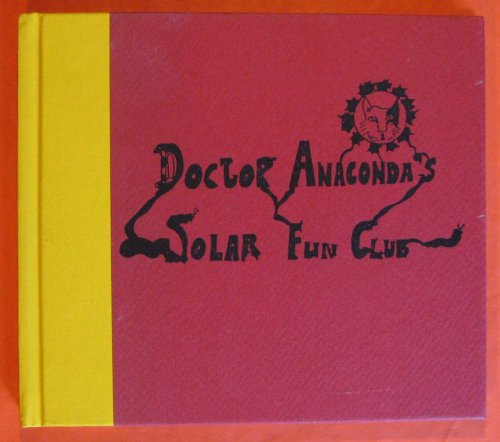 Doctor Anaconda's
Solar Fun Club